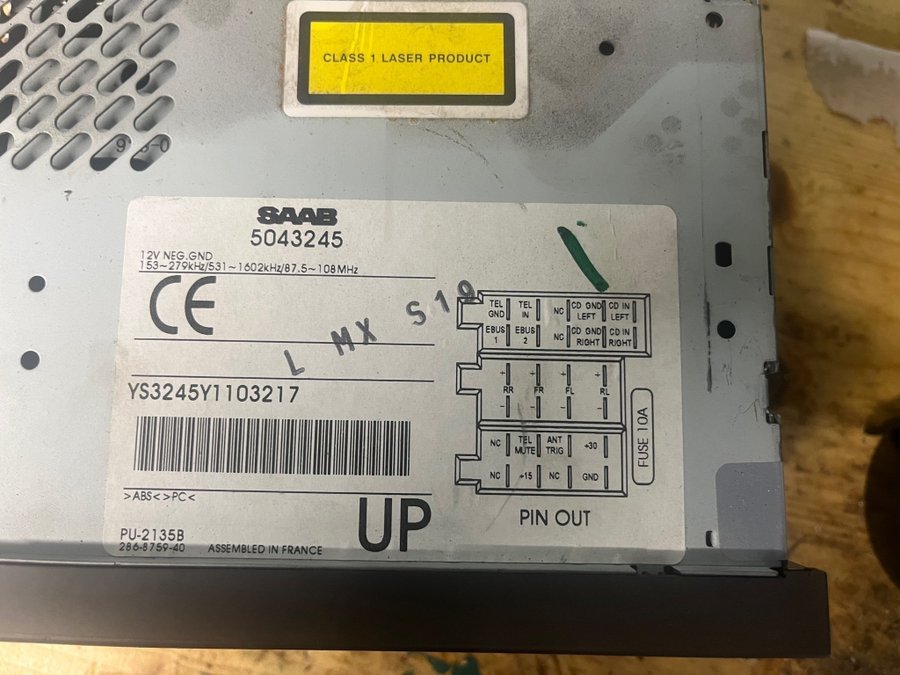 CLASS 1 LASER PRODUCT
SAAB
5043245
12V NEG.GND
153~279kHz/531~1602kHz/87.5~108MHz
CE
L MX S19
YS3245Y1103217
>ABS<>PC<
PU-2135B
286-8759-40 ASSEMBLED IN FRANCE
UP
TEL GND TEL IN NC CD GND LEFT CD IN LEFT
EBUS 1 EBUS 2 NC CD GND RIGHT CD IN RIGHT
+ + + +
RR FR FL RL
- - - -
NC TEL MUTE ANT TRIG +30
NC +15 NC GND
FUSE 10A
PIN OUT